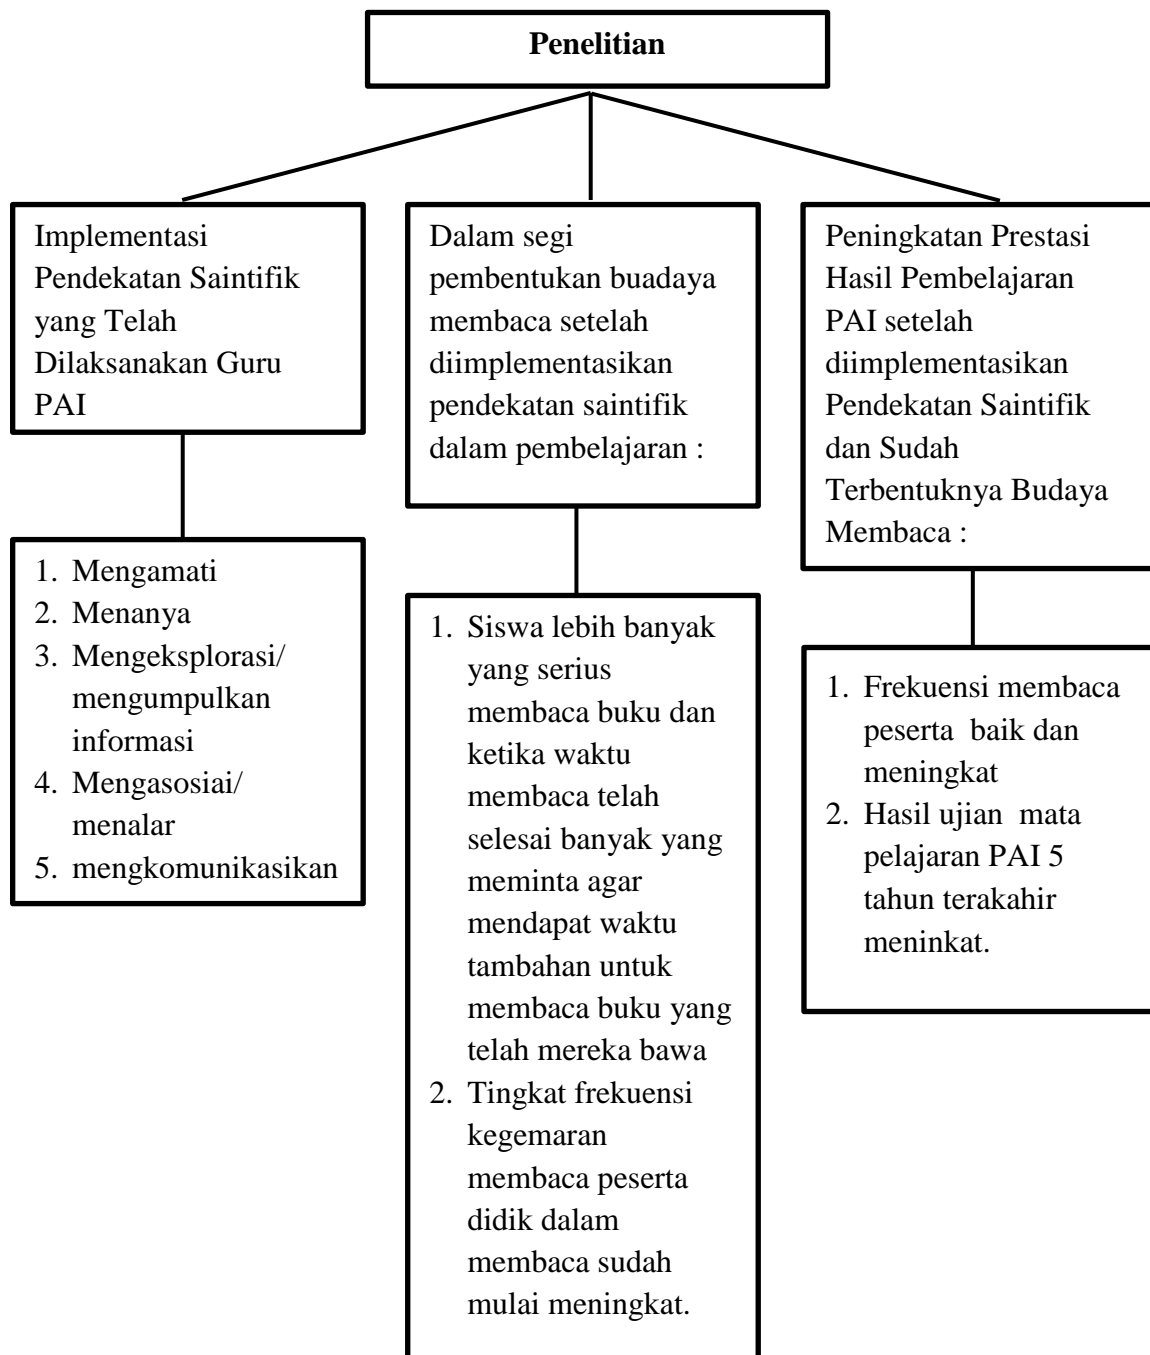 Penelitian
Implementasi
Pendekatan Saintifik
yang Telah
Dilaksanakan Guru
PAI
Dalam segi
pembentukan buadaya
membaca setelah
diimplementasikan
pendekatan saintifik
dalam pembelajaran :
Peningkatan Prestasi
Hasil Pembelajaran
PAI setelah
diimplementasikan
Pendekatan Saintifik
dan Sudah
Terbentuknya Budaya
Membaca :
1. Mengamati
2. Menanya
3. Mengeksplorasi/
mengumpulkan
informasi
4. Mengasosiai/
menalar
5. mengkomunikasikan
1. Siswa lebih banyak
yang serius
membaca buku dan
ketika waktu
membaca telah
selesai banyak yang
meminta agar
mendapat waktu
tambahan untuk
membaca buku yang
telah mereka bawa
2. Tingkat frekuensi
kegemaran
membaca peserta
didik dalam
membaca sudah
mulai meningkat.
1. Frekuensi membaca
peserta  baik dan
meningkat
2. Hasil ujian  mata
pelajaran PAI 5
tahun terakahir
meninkat.